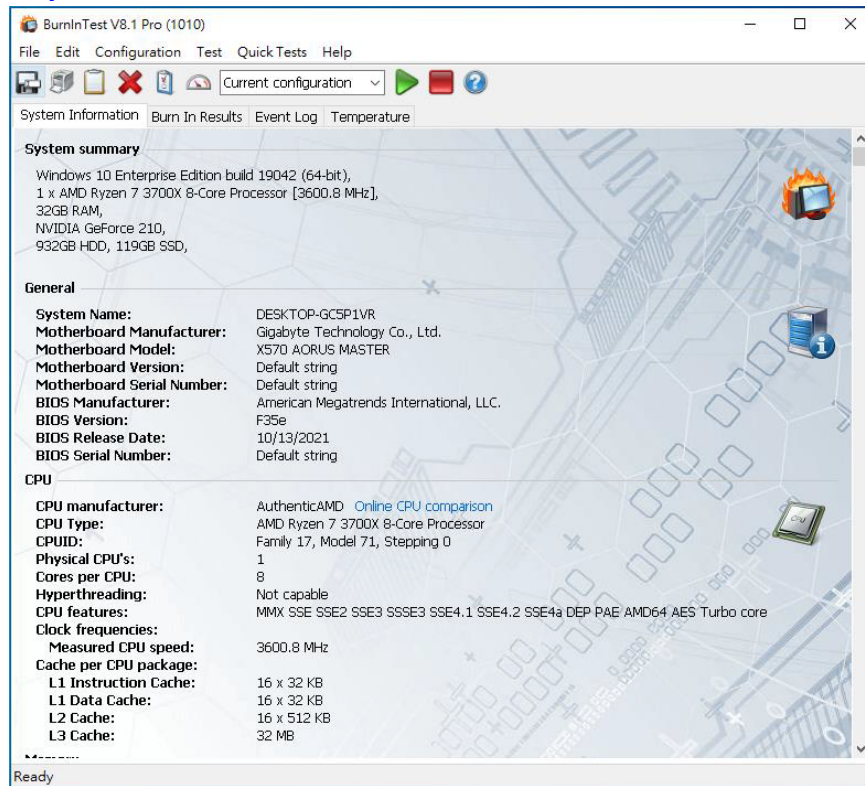 BurnInTest V8.1 Pro (1010)
File Edit Configuration Test Quick Tests Help
Current configuration
System Information Burn In Results Event Log Temperature
System summary
Windows 10 Enterprise Edition build 19042 (64-bit),
1 x AMD Ryzen 7 3700X 8-Core Processor [3600.8 MHz],
32GB RAM,
NVIDIA GeForce 210,
932GB HDD, 119GB SSD,
General
System Name: DESKTOP-GC5P1VR
Motherboard Manufacturer: Gigabyte Technology Co., Ltd.
Motherboard Model: X570 AORUS MASTER
Motherboard Version: Default string
Motherboard Serial Number: Default string
BIOS Manufacturer: American Megatrends International, LLC.
BIOS Version: F35e
BIOS Release Date: 10/13/2021
BIOS Serial Number: Default string
CPU
CPU manufacturer: AuthenticAMD Online CPU comparison
CPU Type: AMD Ryzen 7 3700X 8-Core Processor
CPUID: Family 17, Model 71, Stepping 0
Physical CPU's: 1
Cores per CPU: 8
Hyperthreading: Not capable
CPU features: MMX SSE SSE2 SSE3 SSSE3 SSE4.1 SSE4.2 SSE4a DEP PAE AMD64 AES Turbo core
Clock frequencies:
Measured CPU speed: 3600.8 MHz
Cache per CPU package:
L1 Instruction Cache: 16 x 32 KB
L1 Data Cache: 16 x 32 KB
L2 Cache: 16 x 512 KB
L3 Cache: 32 MB
Ready